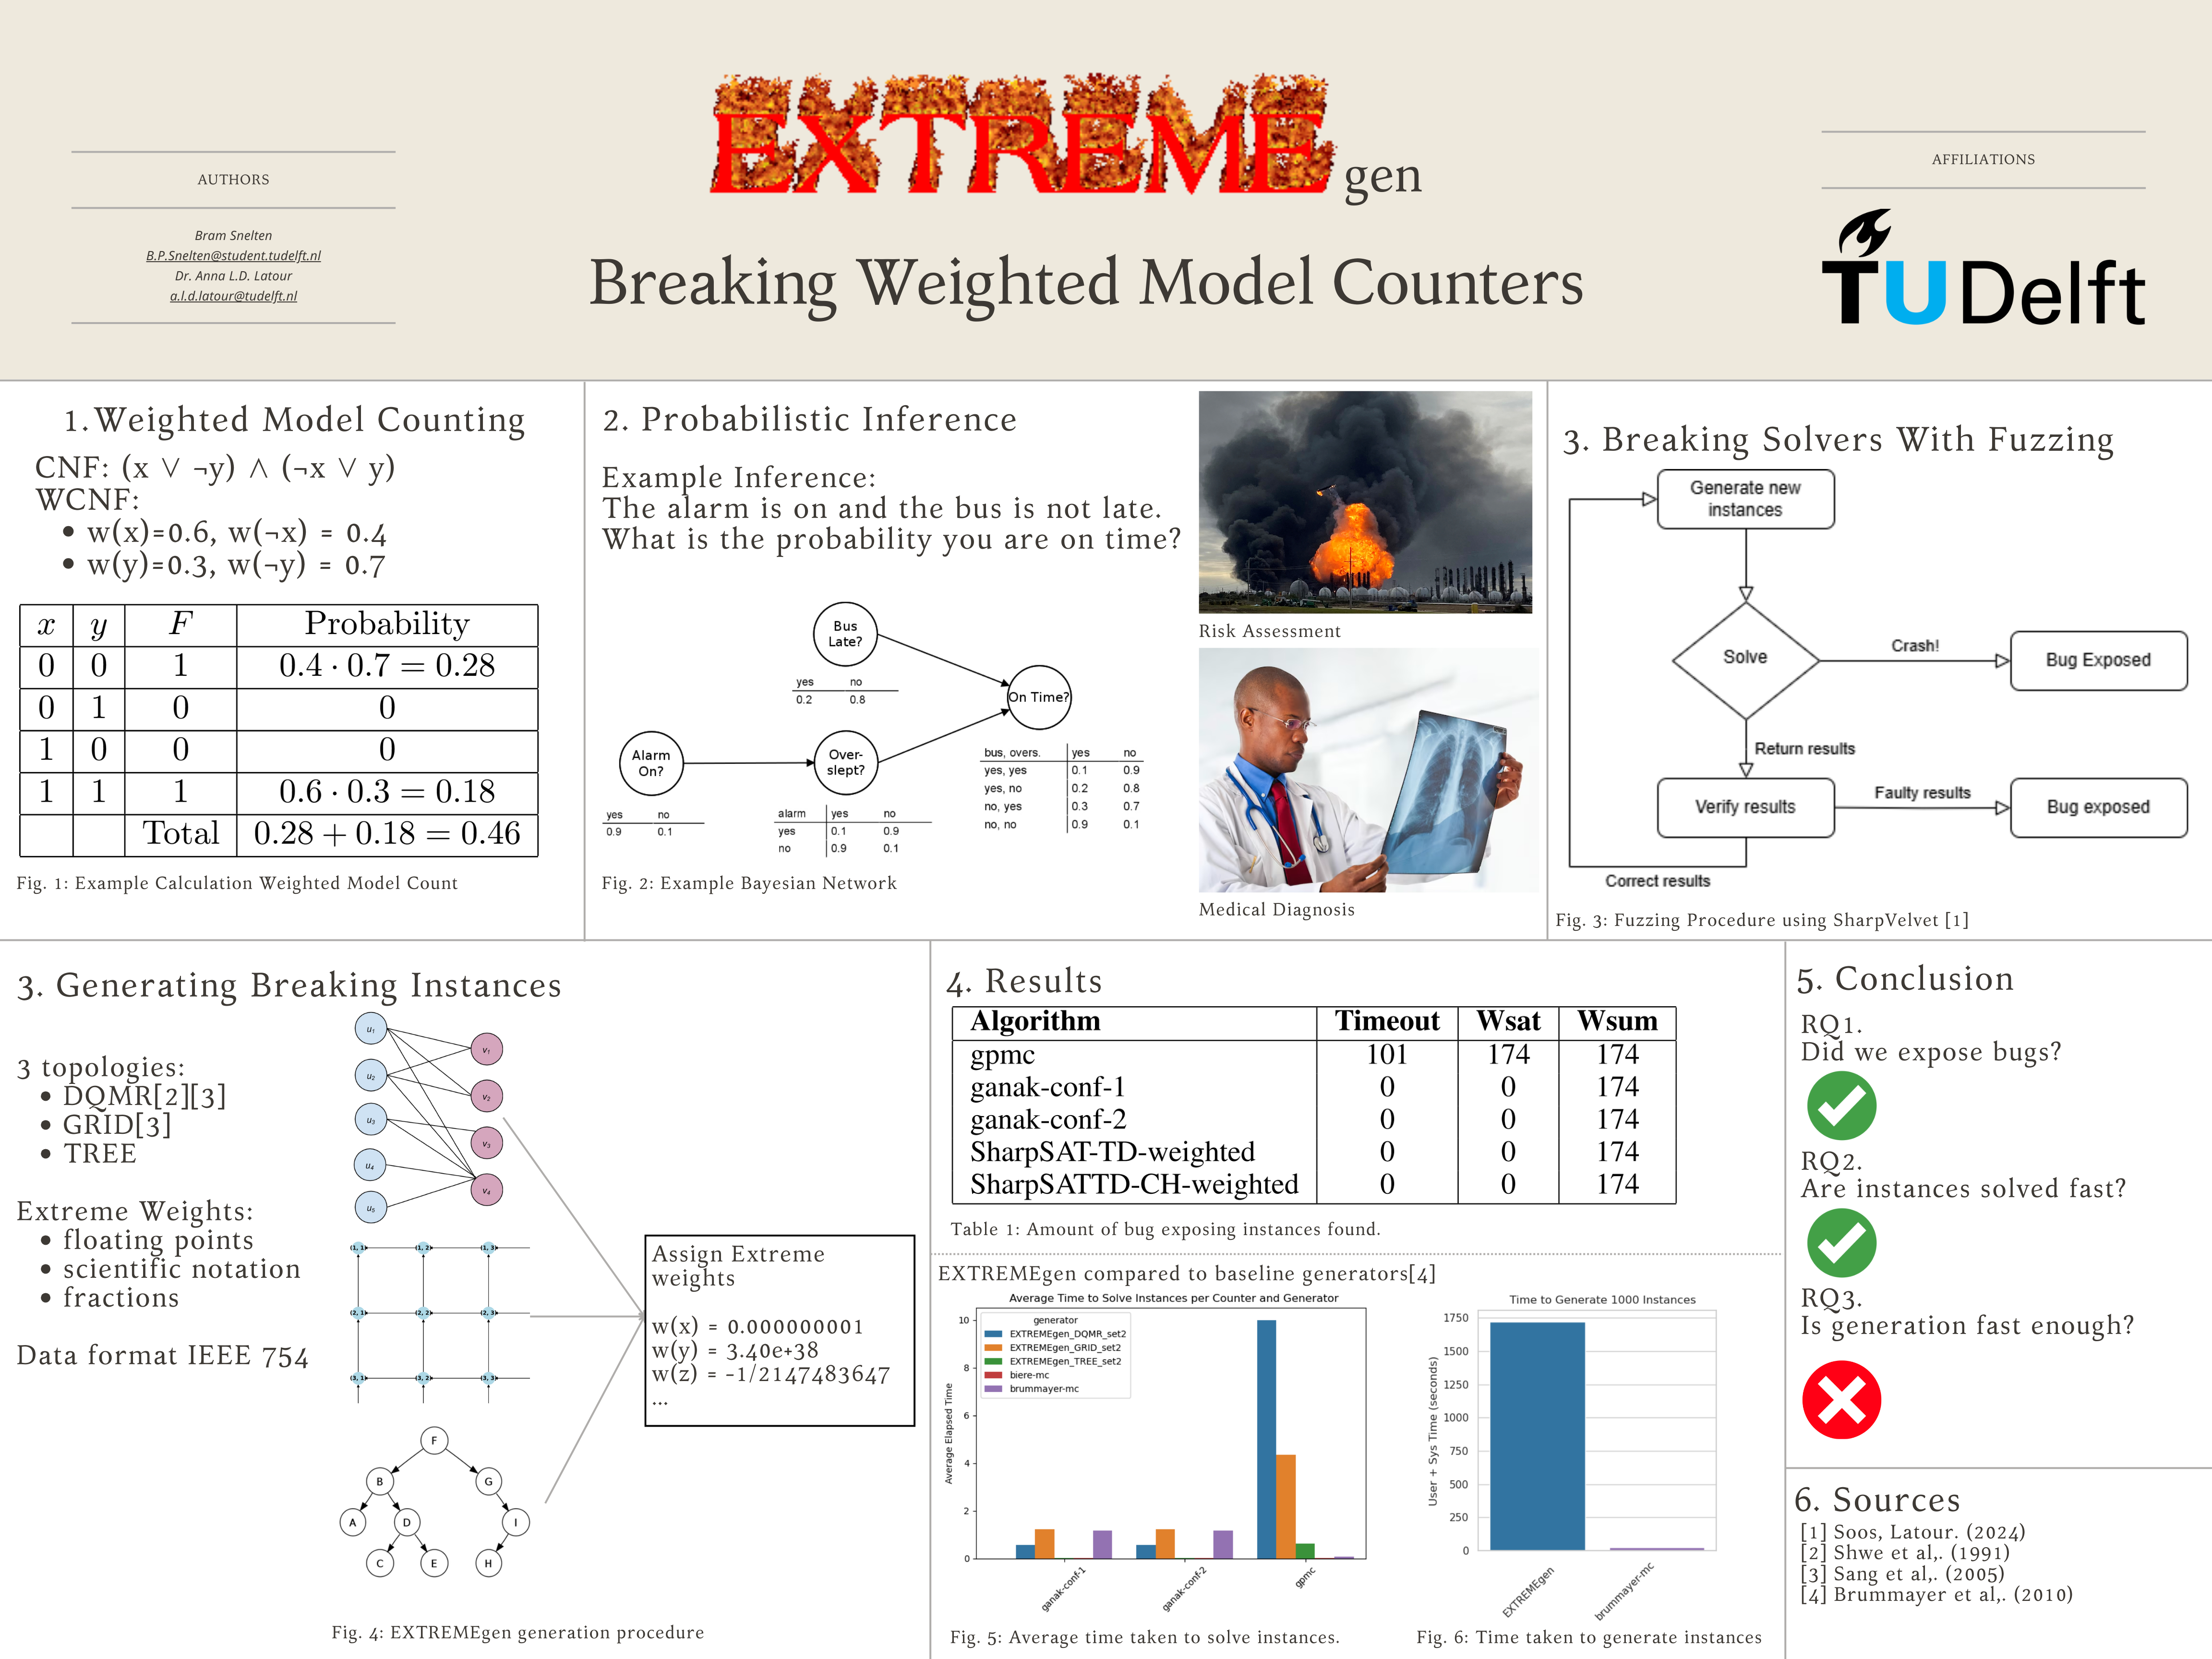 EXTREME gen
Breaking Weighted Model Counters
AUTHORS
Bram Snelten
B.P.Snelten@student.tudelft.nl
Dr. Anna L.D. Latour
a.l.d.latour@tudelft.nl
AFFILIATIONS
TU Delft
1. Weighted Model Counting
CNF: (x ∨ ¬y) ∧ (¬x ∨ y)
WCNF:
• w(x)=0.6, w(¬x) = 0.4
• w(y)=0.3, w(¬y) = 0.7
x y F Probability
0 0 1 0.4 · 0.7 = 0.28
0 1 0 0
1 0 0 0
1 1 1 0.6 · 0.3 = 0.18
Total 0.28 + 0.18 = 0.46
Fig. 1: Example Calculation Weighted Model Count
2. Probabilistic Inference
Example Inference:
The alarm is on and the bus is not late.
What is the probability you are on time?
Bus
Late?
yes no
0.2 0.8
On Time?
Alarm
On?
yes no
0.9 0.1
Over-
slept?
alarm yes no
yes 0.1 0.9
no 0.9 0.1
bus, overs. yes no
yes, yes 0.1 0.9
yes, no 0.2 0.8
no, yes 0.3 0.7
no, no 0.9 0.1
Fig. 2: Example Bayesian Network
Risk Assessment
Medical Diagnosis
3. Breaking Solvers With Fuzzing
Generate new
instances
Solve
Crash!
Bug Exposed
Return results
Verify results
Faulty results
Bug exposed
Correct results
Fig. 3: Fuzzing Procedure using SharpVelvet [1]
3. Generating Breaking Instances
3 topologies:
• DQMR[2][3]
• GRID[3]
• TREE
Extreme Weights:
• floating points
• scientific notation
• fractions
Data format IEEE 754
u1
u2
u3
u4
u5
v1
v2
v3
v4
(1, 1) (1, 2) (1, 3)
(2, 1) (2, 2) (2, 3)
(3, 1) (3, 2) (3, 3)
F
B G
A D I
C E H
Assign Extreme
weights
w(x) = 0.000000001
w(y) = 3.40e+38
w(z) = -1/2147483647
...
Fig. 4: EXTREMEgen generation procedure
4. Results
Algorithm Timeout Wsat Wsum
gpmc 101 174 174
ganak-conf-1 0 0 174
ganak-conf-2 0 0 174
SharpSAT-TD-weighted 0 0 174
SharpSATTD-CH-weighted 0 0 174
Table 1: Amount of bug exposing instances found.
EXTREMEgen compared to baseline generators[4]
Average Time to Solve Instances per Counter and Generator
generator
EXTREMEgen_DQMR_set2
EXTREMEgen_GRID_set2
EXTREMEgen_TREE_set2
biere-mc
brummayer-mc
Average Elapsed Time
10
8
6
4
2
0
ganak-conf-1
ganak-conf-2
gpmc
Fig. 5: Average time taken to solve instances.
Time to Generate 1000 Instances
User + Sys Time (seconds)
1750
1500
1250
1000
750
500
250
0
EXTREMEgen
brummayer-mc
Fig. 6: Time taken to generate instances
5. Conclusion
RQ1.
Did we expose bugs?
RQ2.
Are instances solved fast?
RQ3.
Is generation fast enough?
6. Sources
[1] Soos, Latour. (2024)
[2] Shwe et al,. (1991)
[3] Sang et al,. (2005)
[4] Brummayer et al,. (2010)